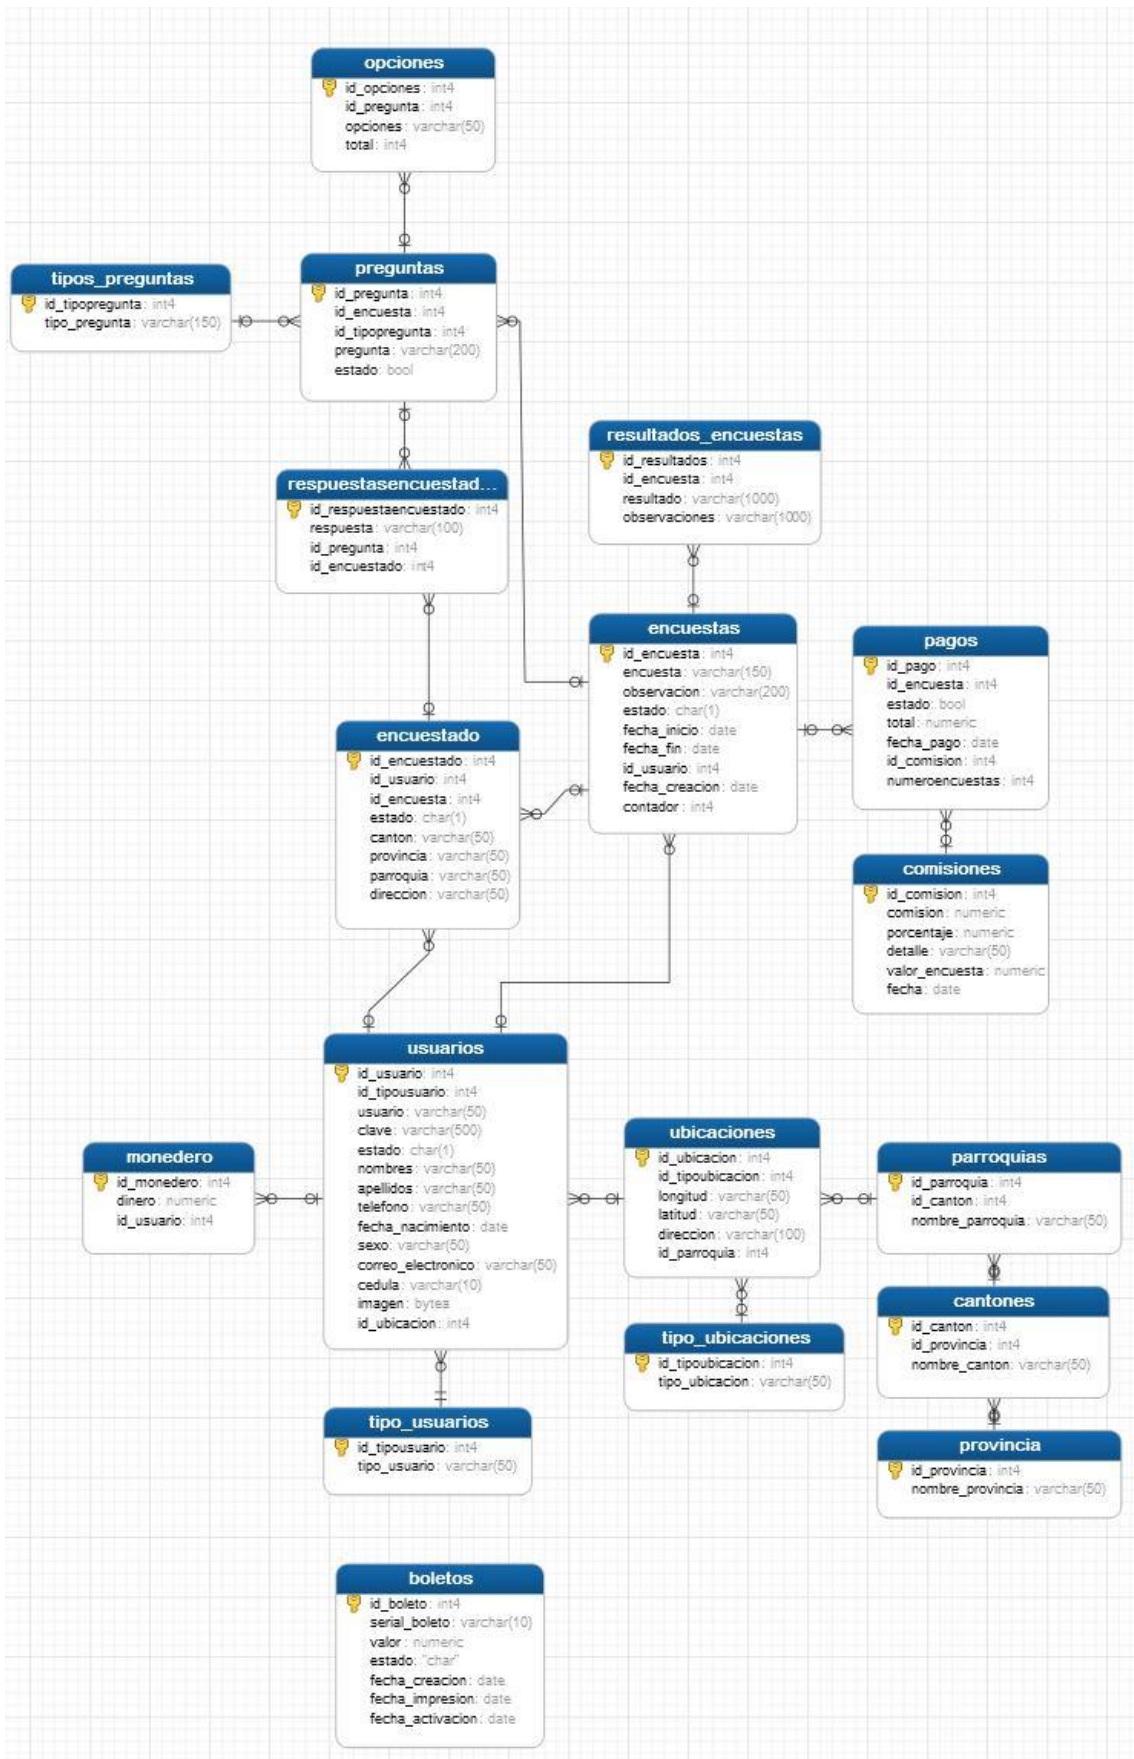 opciones
id_opciones: int4
id_pregunta: int4
opciones: varchar(50)
total: int4
tipos_preguntas
id_tipopregunta: int4
tipo_pregunta: varchar(150)
preguntas
id_pregunta: int4
id_encuesta: int4
id_tipopregunta: int4
pregunta: varchar(200)
estado: bool
resultados_encuestas
id_resultados: int4
id_encuesta: int4
resultado: varchar(1000)
observaciones: varchar(1000)
respuestasencuestad...
id_respuestaencuestado: int4
respuesta: varchar(100)
id_pregunta: int4
id_encuestado: int4
encuestas
id_encuesta: int4
encuesta: varchar(150)
observacion: varchar(200)
estado: char(1)
fecha_inicio: date
fecha_fin: date
id_usuario: int4
fecha_creacion: date
contador: int4
pagos
id_pago: int4
id_encuesta: int4
estado: bool
total: numeric
fecha_pago: date
id_comision: int4
numeroencuestas: int4
encuestado
id_encuestado: int4
id_usuario: int4
id_encuesta: int4
estado: char(1)
canton: varchar(50)
provincia: varchar(50)
parroquia: varchar(50)
direccion: varchar(50)
comisiones
id_comision: int4
comision: numeric
porcentaje: numeric
detalle: varchar(50)
valor_encuesta: numeric
fecha: date
usuarios
id_usuario: int4
id_tipousuario: int4
usuario: varchar(50)
clave: varchar(500)
estado: char(1)
nombres: varchar(50)
apellidos: varchar(50)
telefono: varchar(50)
fecha_nacimiento: date
sexo: varchar(50)
correo_electronico: varchar(50)
cedula: varchar(10)
imagen: bytea
id_ubicacion: int4
monedero
id_monedero: int4
dinero: numeric
id_usuario: int4
ubicaciones
id_ubicacion: int4
id_tipoubicacion: int4
longitud: varchar(50)
latitud: varchar(50)
direccion: varchar(100)
id_parroquia: int4
parroquias
id_parroquia: int4
id_canton: int4
nombre_parroquia: varchar(50)
cantones
id_canton: int4
id_provincia: int4
nombre_canton: varchar(50)
tipo_ubicaciones
id_tipoubicacion: int4
tipo_ubicacion: varchar(50)
tipo_usuarios
id_tipousuario: int4
tipo_usuario: varchar(50)
provincia
id_provincia: int4
nombre_provincia: varchar(50)
boletos
id_boleto: int4
serial_boleto: varchar(10)
valor: numeric
estado: "char"
fecha_creacion: date
fecha_impresion: date
fecha_activacion: date